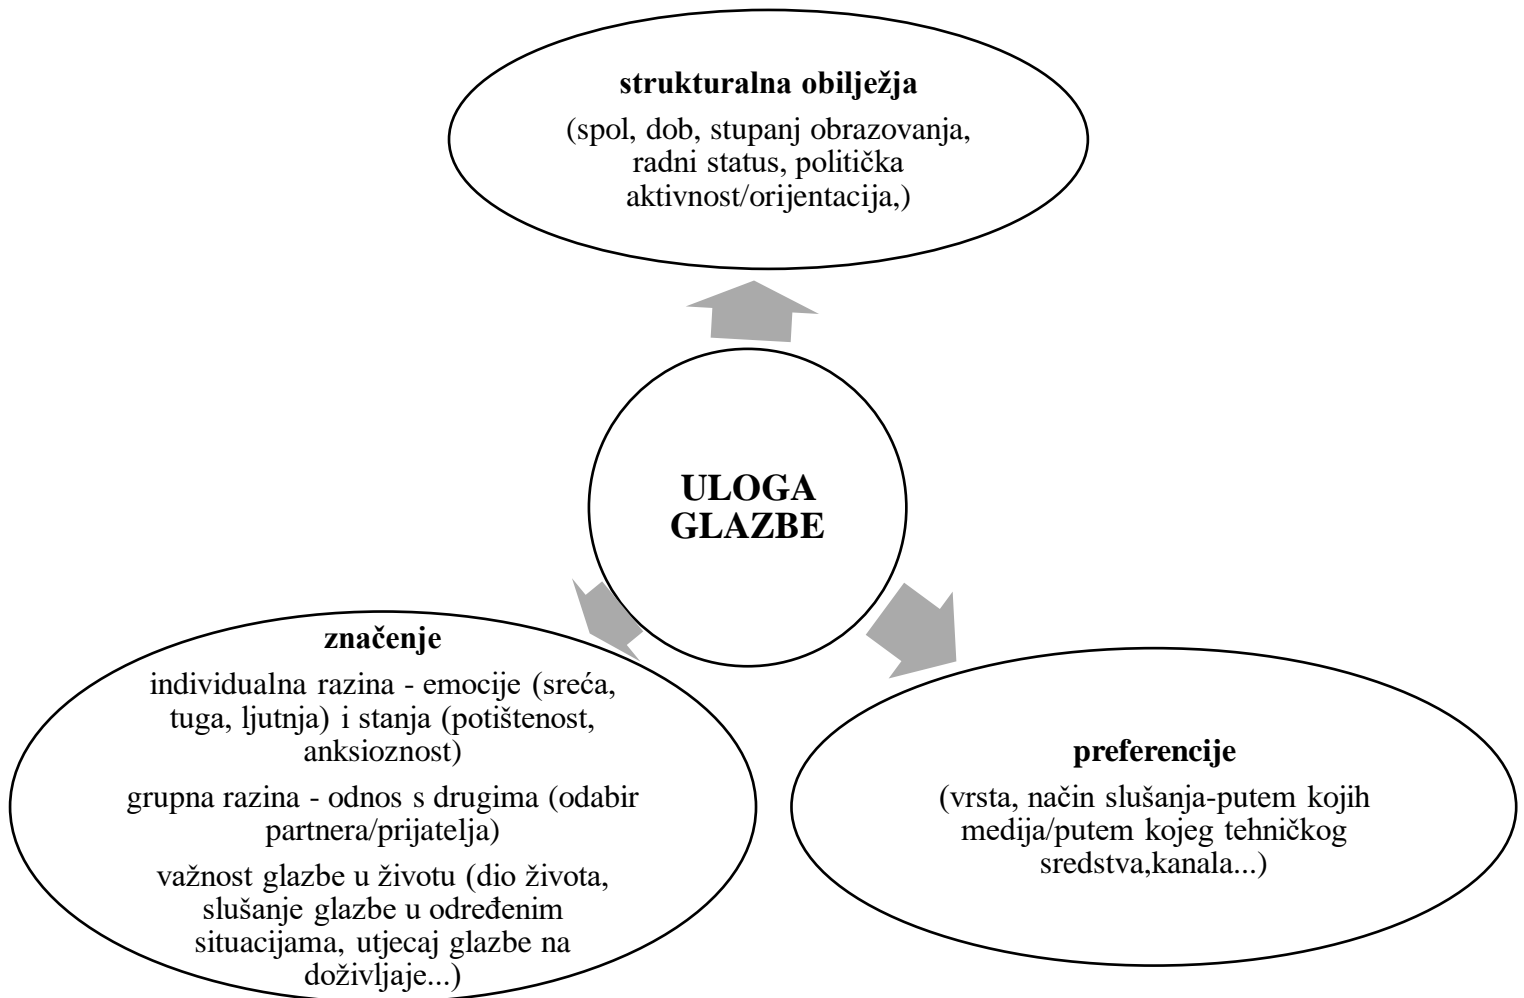 strukturalna obilježja
(spol, dob, stupanj obrazovanja,
radni status, politička
aktivnost/orijentacija,)
ULOGA
GLAZBE
značenje
individualna razina - emocije (sreća,
tuga, ljutnja) i stanja (potištenost,
anksioznost)
grupna razina - odnos s drugima (odabir
partnera/prijatelja)
važnost glazbe u životu (dio života,
slušanje glazbe u određenim
situacijama, utjecaj glazbe na
doživljaje...)
preferencije
(vrsta, način slušanja-putem kojih
medija/putem kojeg tehničkog
sredstva,kanala...)